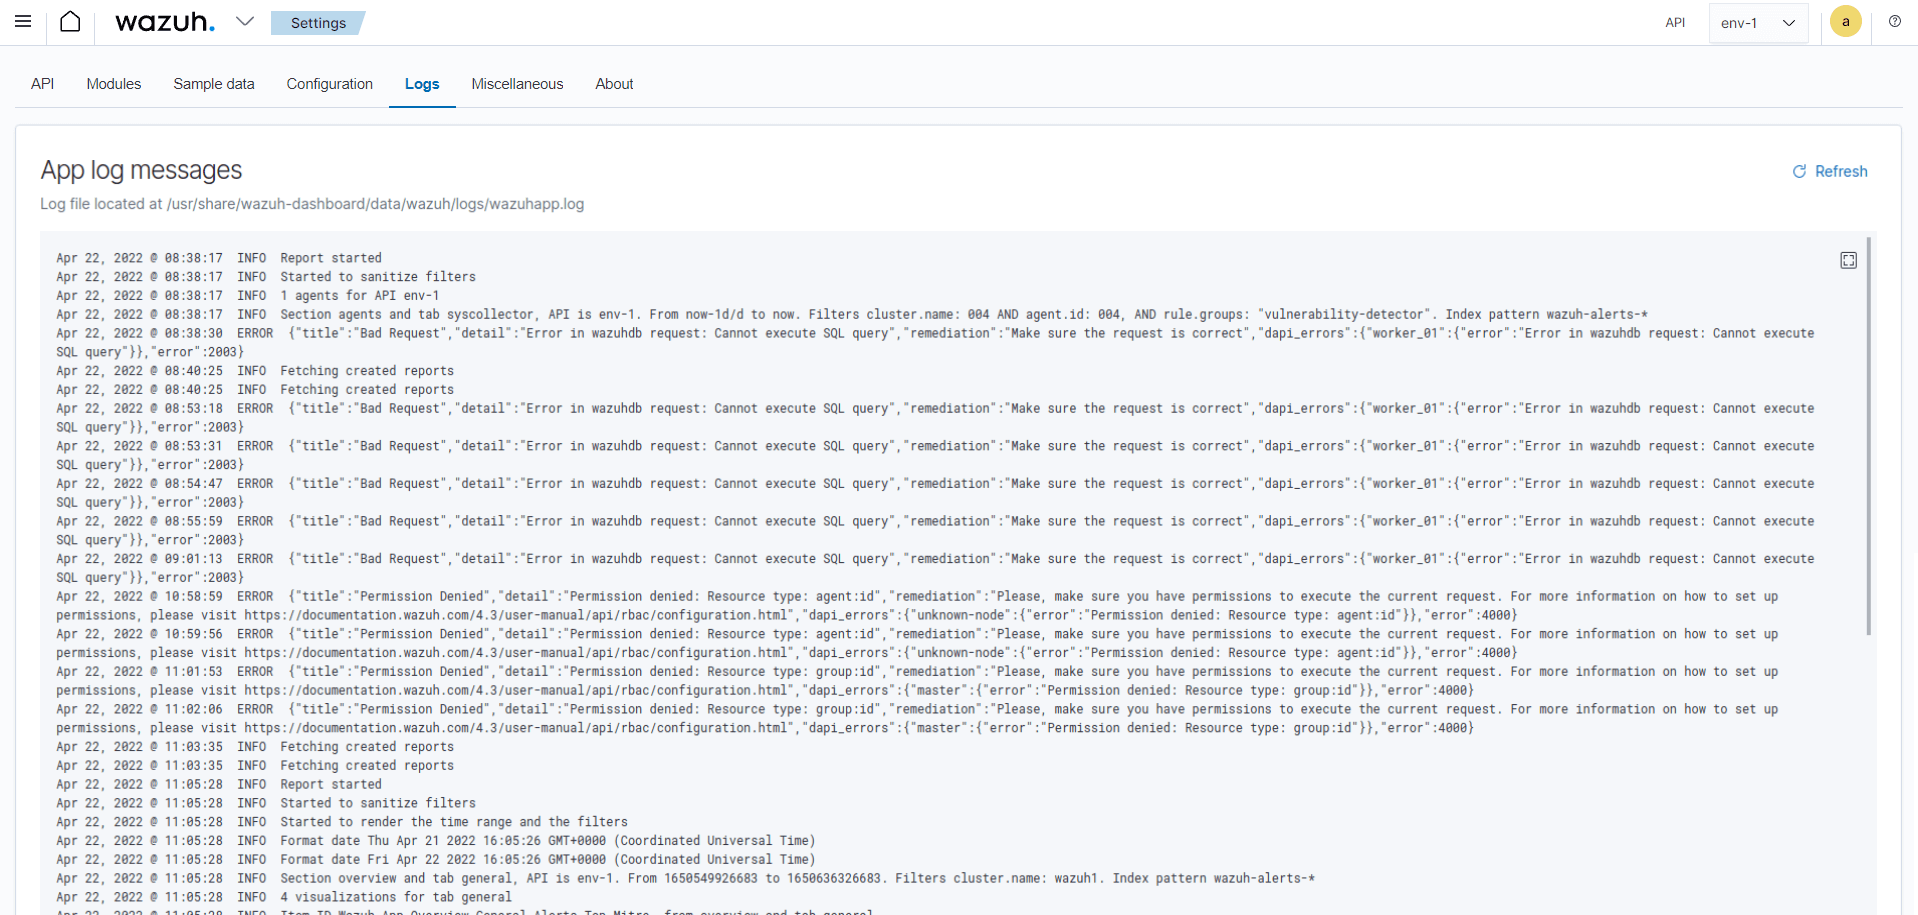 wazuh.
Settings
API
env-1
a
API
Modules
Sample data
Configuration
Logs
Miscellaneous
About
App log messages
Refresh
Log file located at /usr/share/wazuh-dashboard/data/wazuh/logs/wazuhapp.log
Apr 22, 2022 @ 08:38:17  INFO  Report started
Apr 22, 2022 @ 08:38:17  INFO  Started to sanitize filters
Apr 22, 2022 @ 08:38:17  INFO  1 agents for API env-1
Apr 22, 2022 @ 08:38:17  INFO  Section agents and tab syscollector, API is env-1. From now-1d/d to now. Filters cluster.name: 004 AND agent.id: 004, AND rule.groups: "vulnerability-detector". Index pattern wazuh-alerts-*
Apr 22, 2022 @ 08:38:30  ERROR  {"title":"Bad Request","detail":"Error in wazuhdb request: Cannot execute SQL query","remediation":"Make sure the request is correct","dapi_errors":{"worker_01":{"error":"Error in wazuhdb request: Cannot execute
SQL query"}},"error":2003}
Apr 22, 2022 @ 08:40:25  INFO  Fetching created reports
Apr 22, 2022 @ 08:40:25  INFO  Fetching created reports
Apr 22, 2022 @ 08:53:18  ERROR  {"title":"Bad Request","detail":"Error in wazuhdb request: Cannot execute SQL query","remediation":"Make sure the request is correct","dapi_errors":{"worker_01":{"error":"Error in wazuhdb request: Cannot execute
SQL query"}},"error":2003}
Apr 22, 2022 @ 08:53:31  ERROR  {"title":"Bad Request","detail":"Error in wazuhdb request: Cannot execute SQL query","remediation":"Make sure the request is correct","dapi_errors":{"worker_01":{"error":"Error in wazuhdb request: Cannot execute
SQL query"}},"error":2003}
Apr 22, 2022 @ 08:54:47  ERROR  {"title":"Bad Request","detail":"Error in wazuhdb request: Cannot execute SQL query","remediation":"Make sure the request is correct","dapi_errors":{"worker_01":{"error":"Error in wazuhdb request: Cannot execute
SQL query"}},"error":2003}
Apr 22, 2022 @ 08:55:59  ERROR  {"title":"Bad Request","detail":"Error in wazuhdb request: Cannot execute SQL query","remediation":"Make sure the request is correct","dapi_errors":{"worker_01":{"error":"Error in wazuhdb request: Cannot execute
SQL query"}},"error":2003}
Apr 22, 2022 @ 09:01:13  ERROR  {"title":"Bad Request","detail":"Error in wazuhdb request: Cannot execute SQL query","remediation":"Make sure the request is correct","dapi_errors":{"worker_01":{"error":"Error in wazuhdb request: Cannot execute
SQL query"}},"error":2003}
Apr 22, 2022 @ 10:58:59  ERROR  {"title":"Permission Denied","detail":"Permission denied: Resource type: agent:id","remediation":"Please, make sure you have permissions to execute the current request. For more information on how to set up
permissions, please visit https://documentation.wazuh.com/4.3/user-manual/api/rbac/configuration.html","dapi_errors":{"unknown-node":{"error":"Permission denied: Resource type: agent:id"}},"error":4000}
Apr 22, 2022 @ 10:59:56  ERROR  {"title":"Permission Denied","detail":"Permission denied: Resource type: agent:id","remediation":"Please, make sure you have permissions to execute the current request. For more information on how to set up
permissions, please visit https://documentation.wazuh.com/4.3/user-manual/api/rbac/configuration.html","dapi_errors":{"unknown-node":{"error":"Permission denied: Resource type: agent:id"}},"error":4000}
Apr 22, 2022 @ 11:01:53  ERROR  {"title":"Permission Denied","detail":"Permission denied: Resource type: group:id","remediation":"Please, make sure you have permissions to execute the current request. For more information on how to set up
permissions, please visit https://documentation.wazuh.com/4.3/user-manual/api/rbac/configuration.html","dapi_errors":{"master":{"error":"Permission denied: Resource type: group:id"}},"error":4000}
Apr 22, 2022 @ 11:02:06  ERROR  {"title":"Permission Denied","detail":"Permission denied: Resource type: group:id","remediation":"Please, make sure you have permissions to execute the current request. For more information on how to set up
permissions, please visit https://documentation.wazuh.com/4.3/user-manual/api/rbac/configuration.html","dapi_errors":{"master":{"error":"Permission denied: Resource type: group:id"}},"error":4000}
Apr 22, 2022 @ 11:03:35  INFO  Fetching created reports
Apr 22, 2022 @ 11:03:35  INFO  Fetching created reports
Apr 22, 2022 @ 11:05:28  INFO  Report started
Apr 22, 2022 @ 11:05:28  INFO  Started to sanitize filters
Apr 22, 2022 @ 11:05:28  INFO  Started to render the time range and the filters
Apr 22, 2022 @ 11:05:28  INFO  Format date Thu Apr 21 2022 16:05:26 GMT+0000 (Coordinated Universal Time)
Apr 22, 2022 @ 11:05:28  INFO  Format date Fri Apr 22 2022 16:05:26 GMT+0000 (Coordinated Universal Time)
Apr 22, 2022 @ 11:05:28  INFO  Section overview and tab general, API is env-1. From 1650549926683 to 1650636326683. Filters cluster.name: wazuh1. Index pattern wazuh-alerts-*
Apr 22, 2022 @ 11:05:28  INFO  4 visualizations for tab general
Apr 22, 2022 @ 11:05:28  INFO  Item ID Wazuh-App-Overview-General-Alerts-Top-Mitre, from overview and tab general